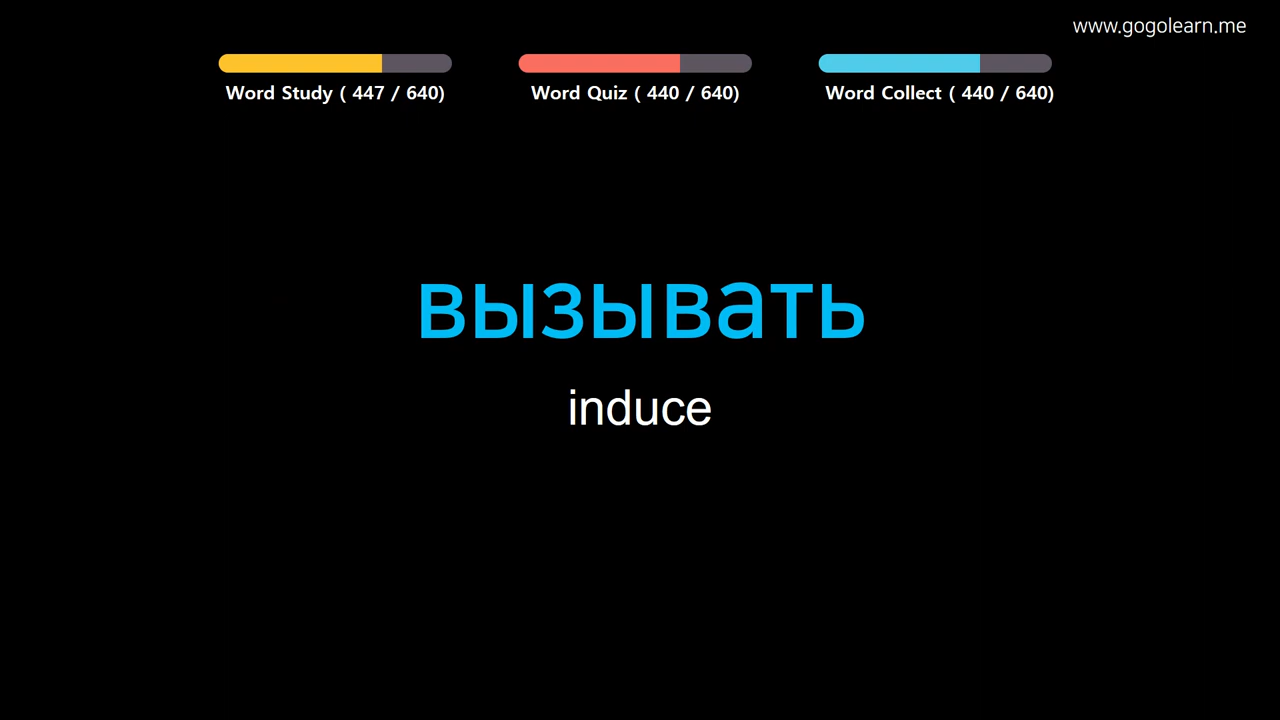 www.gogolearn.me
Word Study ( 447 / 640)
Word Quiz ( 440 / 640)
Word Collect ( 440 / 640)
вызывать
induce